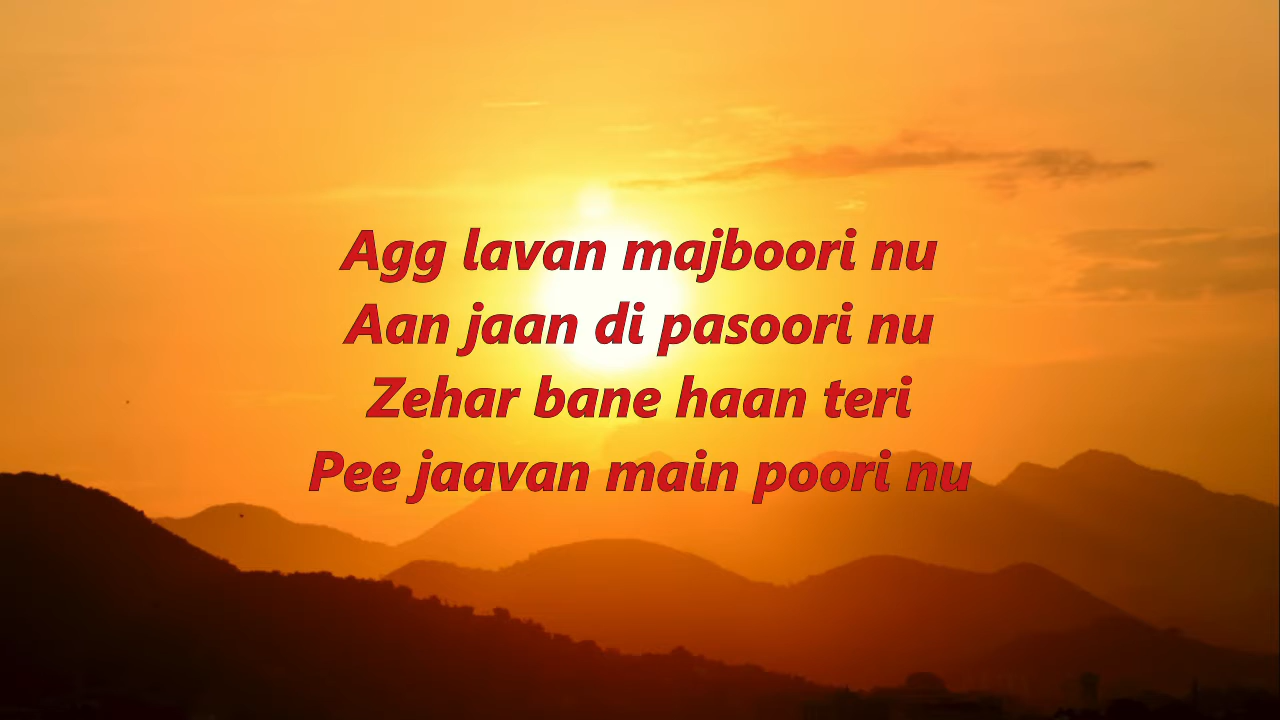 Agg lavan majboori nu
Aan jaan di pasoori nu
Zehar bane haan teri
Pee jaavan main poori nu